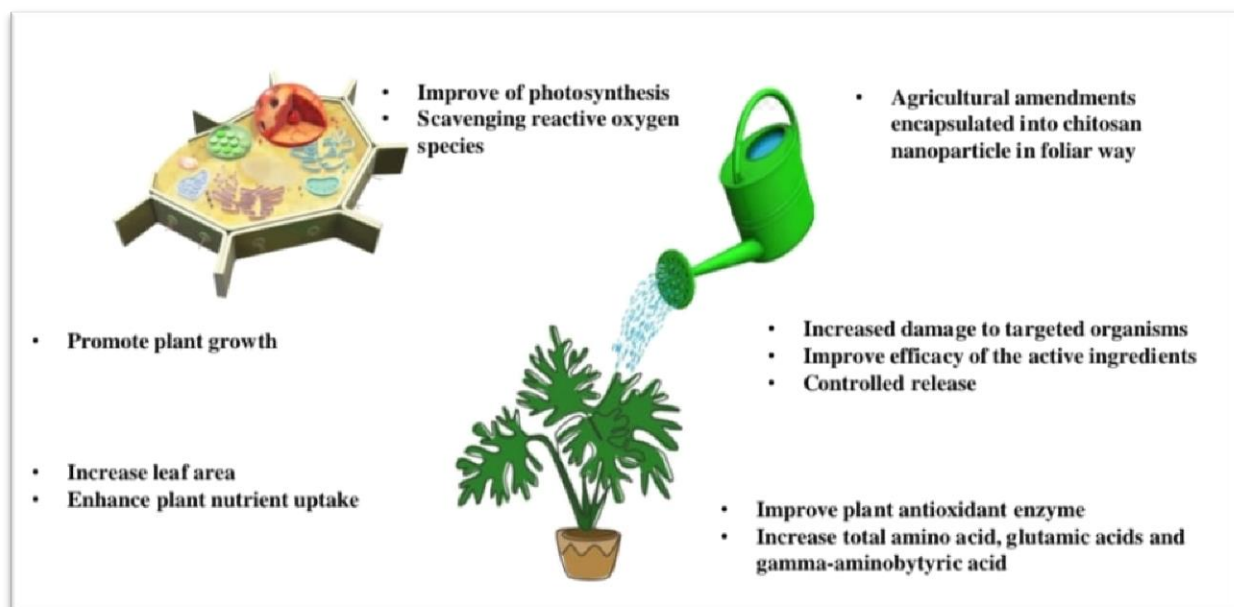 • Improve of photosynthesis
• Scavenging reactive oxygen
species
• Agricultural amendments
encapsulated into chitosan
nanoparticle in foliar way
• Promote plant growth
• Increased damage to targeted organisms
• Improve efficacy of the active ingredients
• Controlled release
• Increase leaf area
• Enhance plant nutrient uptake
• Improve plant antioxidant enzyme
• Increase total amino acid, glutamic acids and
gamma-aminobytyric acid